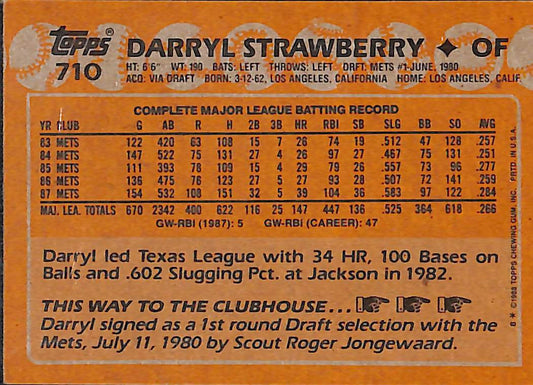 topps® DARRYL STRAWBERRY ✦ OF
710 HT: 6'6" WT: 190 BATS: LEFT THROWS: LEFT DRFT: METS #1-JUNE, 1980
ACQ: VIA DRAFT BORN: 3-12-62, LOS ANGELES, CALIFORNIA HOME: LOS ANGELES, CALIF.
COMPLETE MAJOR LEAGUE BATTING RECORD
YR CLUB G AB R H 2B 3B HR RBI SB SLG BB SO AVG
83 METS 122 420 63 108 15 7 26 74 19 .512 47 128 .257
84 METS 147 522 75 131 27 4 26 97 27 .467 75 131 .251
85 METS 111 393 78 109 15 4 29 79 26 .557 73 96 .277
86 METS 136 475 76 123 27 5 27 93 28 .507 72 141 .259
87 METS 154 532 108 151 32 5 39 104 36 .583 97 122 .284
MAJ. LEA. TOTALS 670 2342 400 622 116 25 147 447 136 .525 364 618 .266
GW-RBI (1987): 5 GW-RBI (CAREER): 47
Darryl led Texas League with 34 HR, 100 Bases on
Balls and .602 Slugging Pct. at Jackson in 1982.
THIS WAY TO THE CLUBHOUSE...
Darryl signed as a 1st round Draft selection with the
Mets, July 11, 1980 by Scout Roger Jongewaard.
B * © 1988 TOPPS CHEWING GUM, INC. PRTD IN U.S.A.